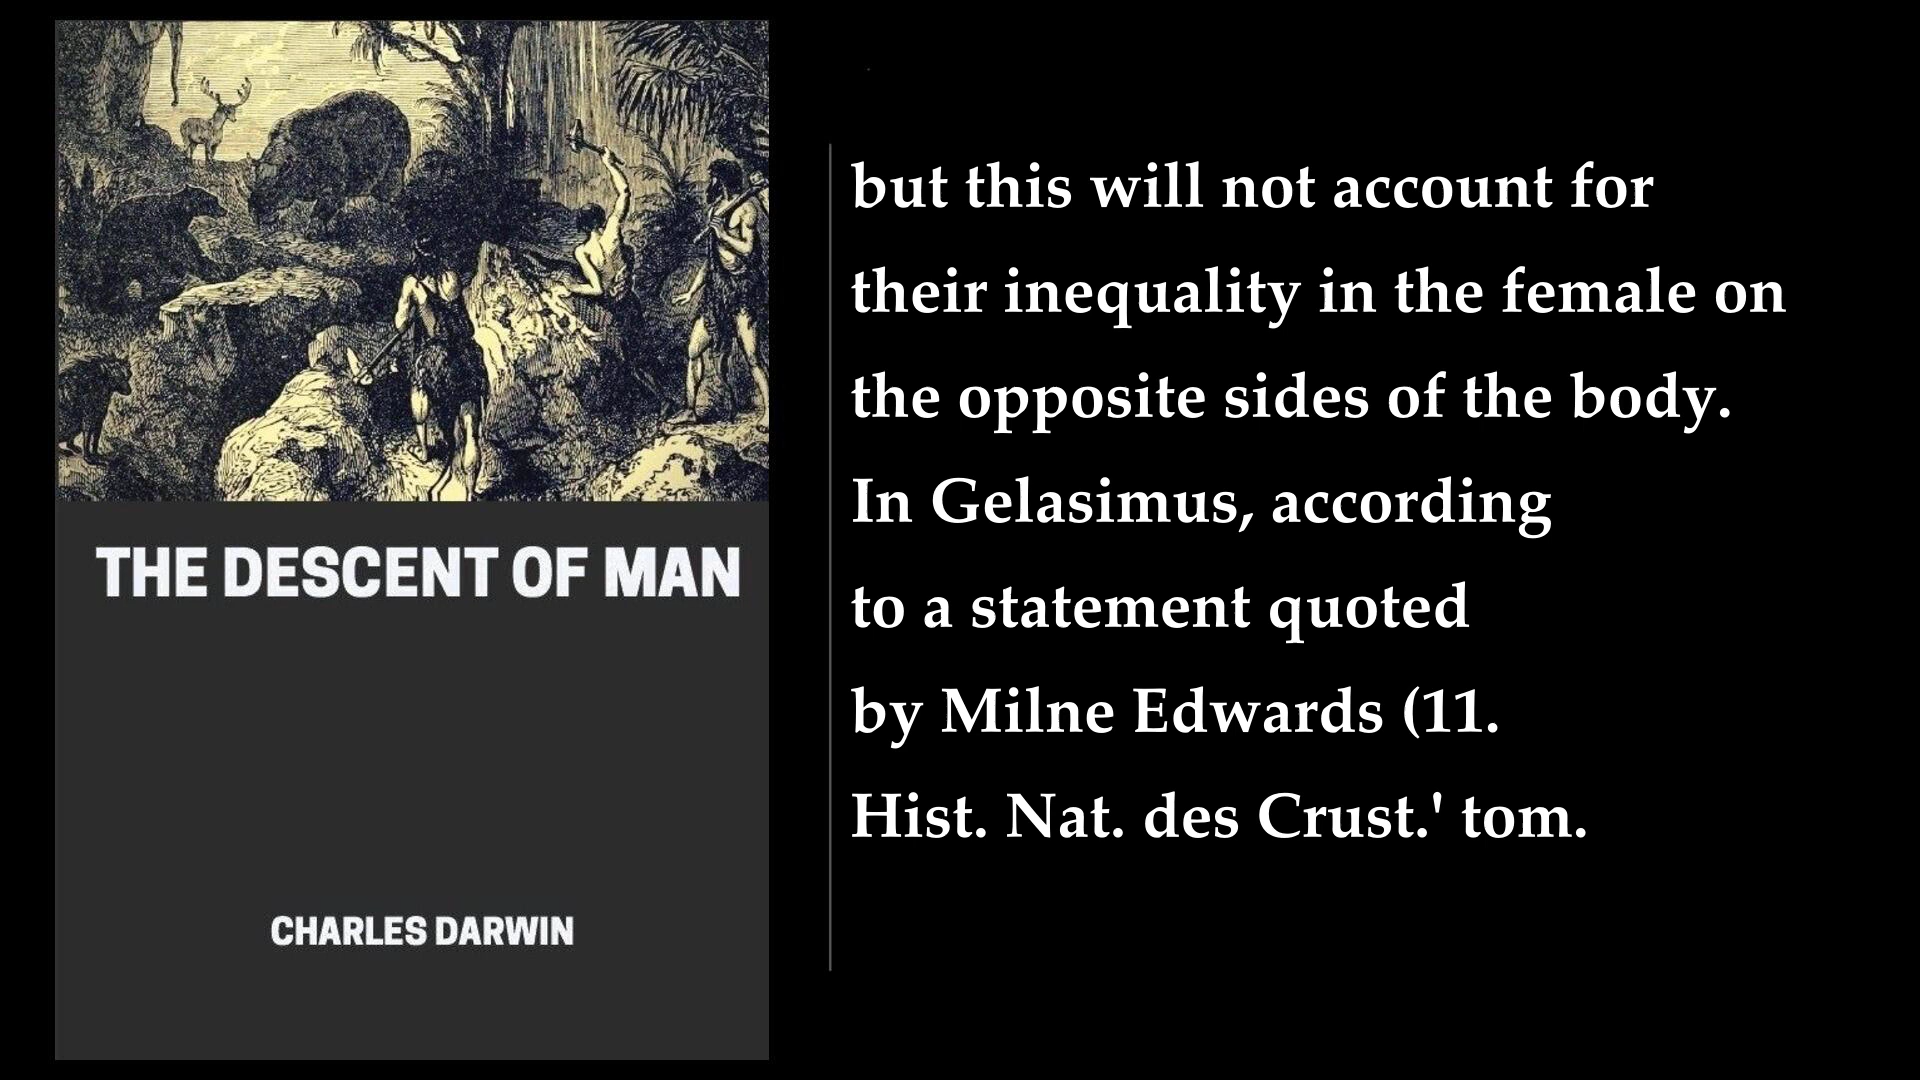 THE DESCENT OF MAN
CHARLES DARWIN
but this will not account for
their inequality in the female on
the opposite sides of the body.
In Gelasimus, according
to a statement quoted
by Milne Edwards (11.
Hist. Nat. des Crust.' tom.